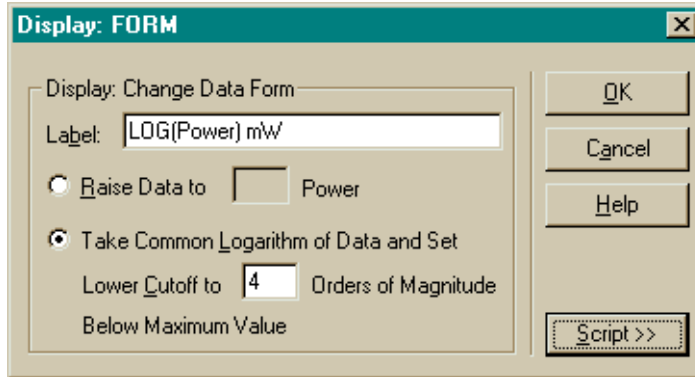 Display: FORM
Display: Change Data Form
Label: LOG(Power) mW
Raise Data to Power
Take Common Logarithm of Data and Set
Lower Cutoff to 4 Orders of Magnitude
Below Maximum Value
OK
Cancel
Help
Script >>